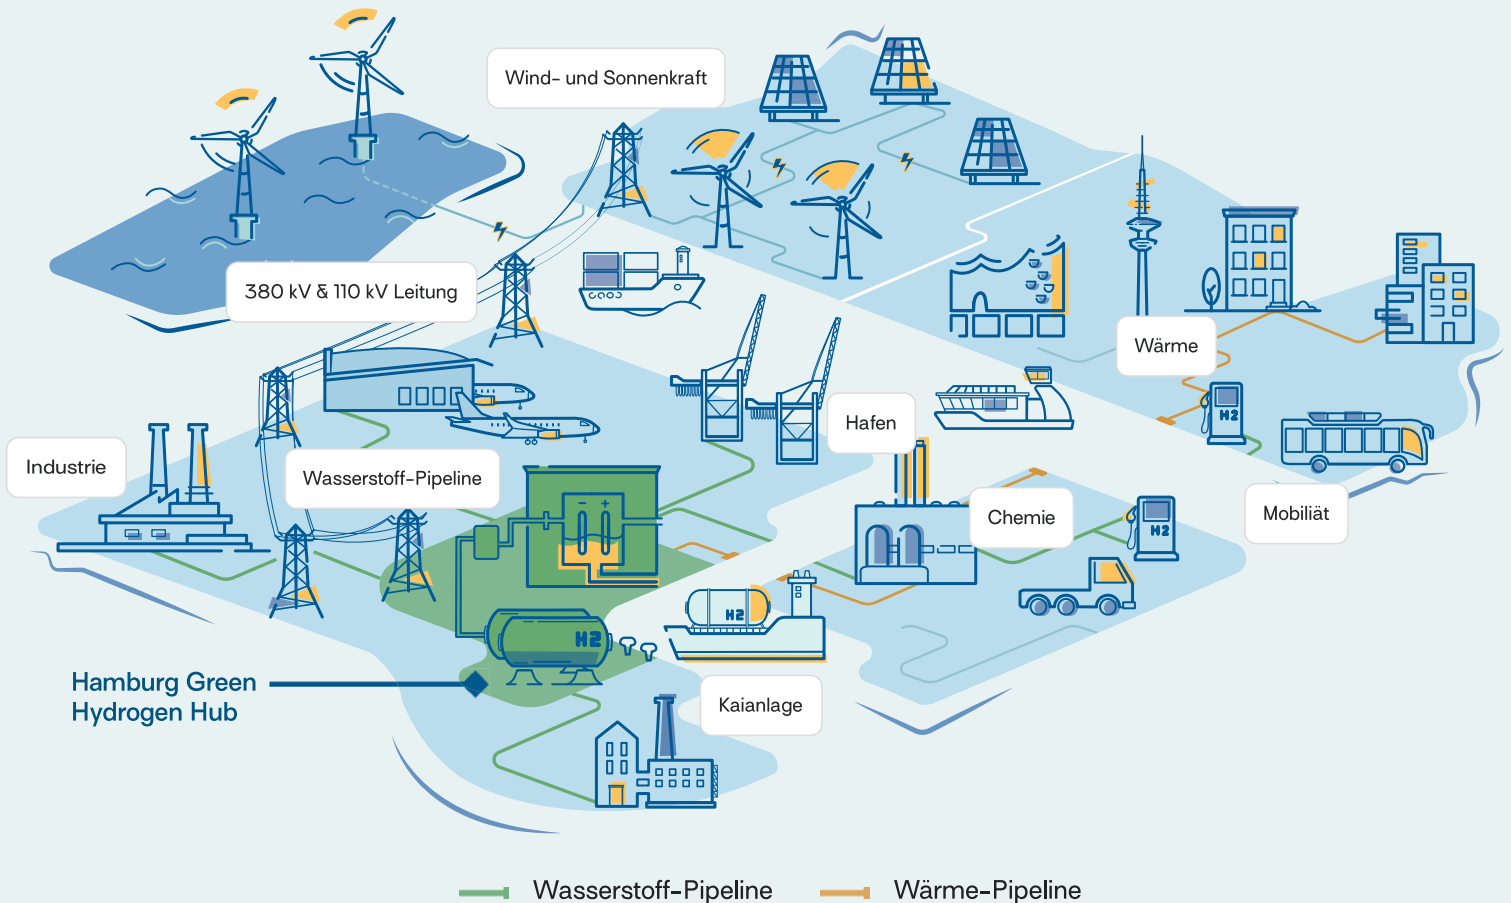 Wind- und Sonnenkraft
380 kV & 110 kV Leitung
Wärme
H2
Hafen
Industrie
Wasserstoff-Pipeline
- +
Chemie
H2
Mobiliät
H2
H2
Hamburg Green
Hydrogen Hub
Kaianlage
Wasserstoff-Pipeline
Wärme-Pipeline